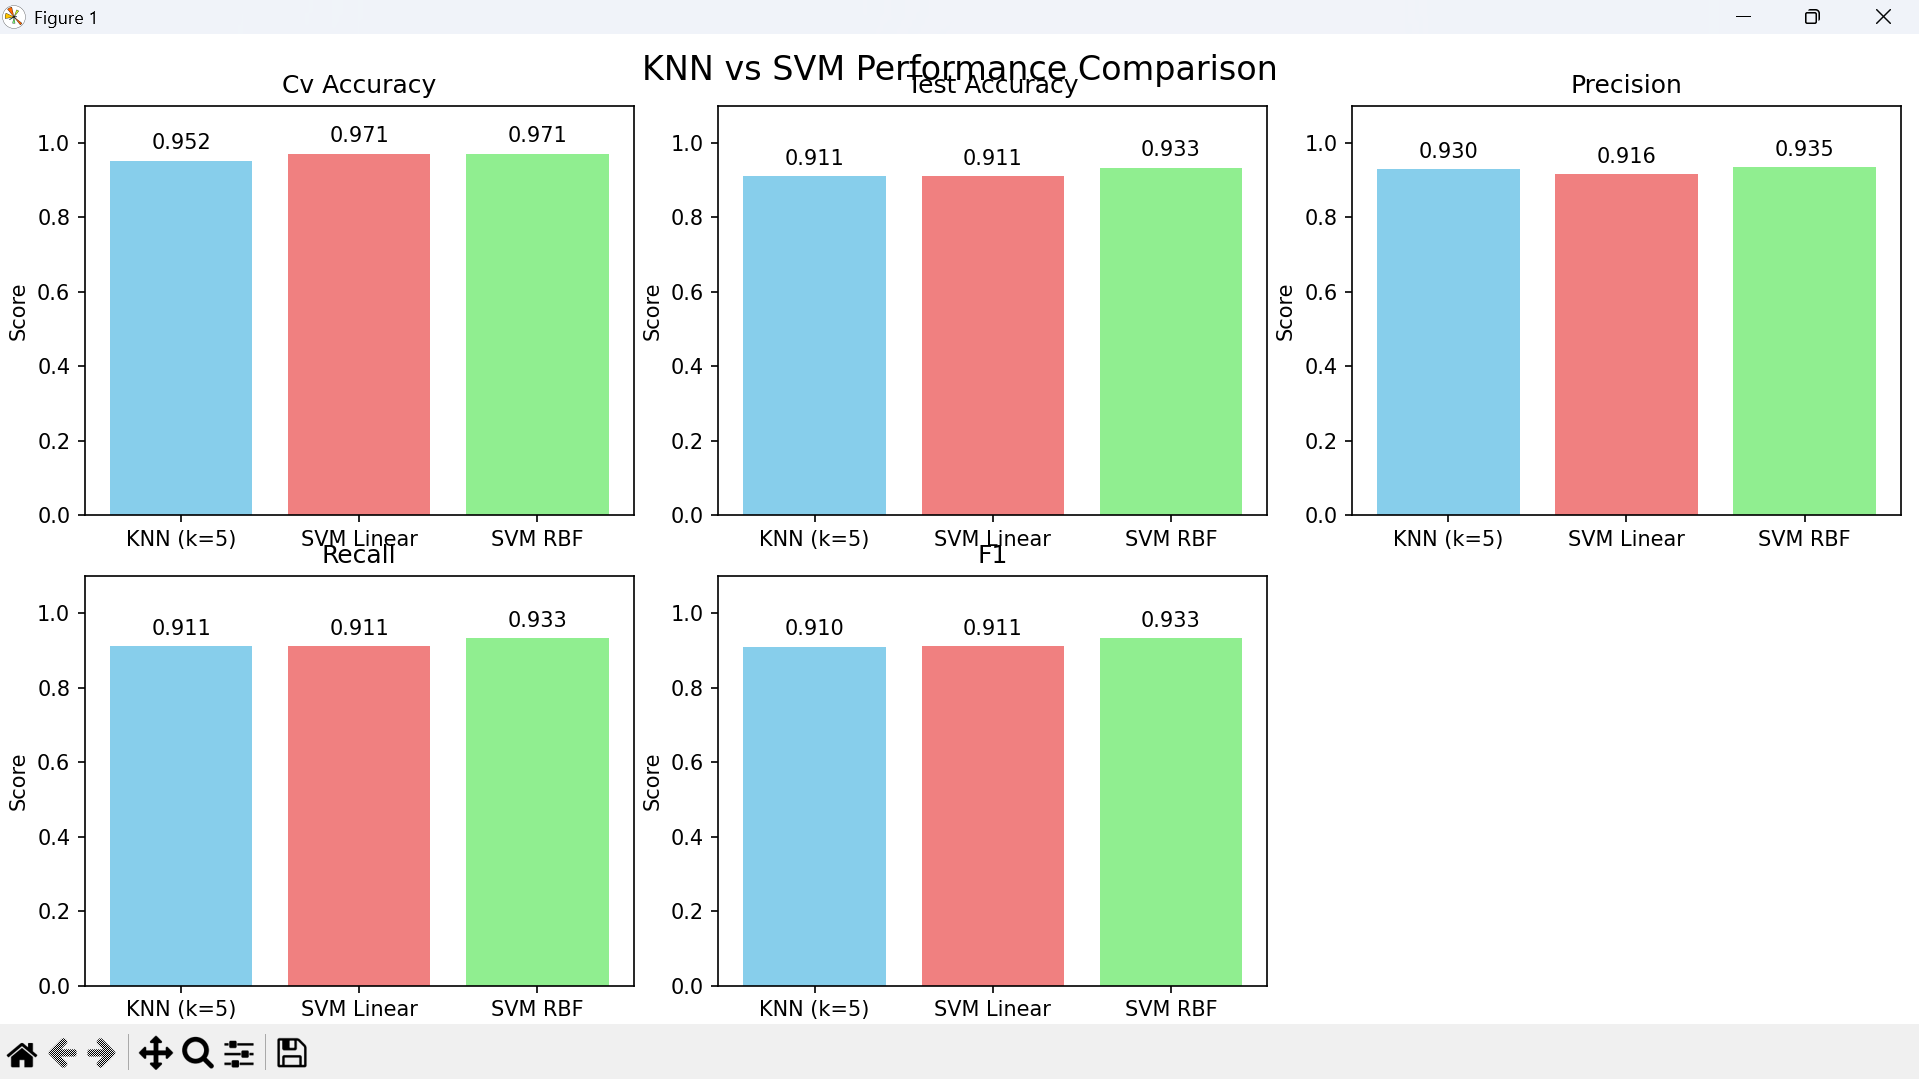 Figure 1
KNN vs SVM Performance Comparison
Cv Accuracy
Score
1.0
0.8
0.6
0.4
0.2
0.0
0.952
0.971
0.971
KNN (k=5)
SVM Linear
SVM RBF
Test Accuracy
Score
1.0
0.8
0.6
0.4
0.2
0.0
0.911
0.911
0.933
KNN (k=5)
SVM Linear
SVM RBF
Precision
Score
1.0
0.8
0.6
0.4
0.2
0.0
0.930
0.916
0.935
KNN (k=5)
SVM Linear
SVM RBF
Recall
Score
1.0
0.8
0.6
0.4
0.2
0.0
0.911
0.911
0.933
KNN (k=5)
SVM Linear
SVM RBF
F1
Score
1.0
0.8
0.6
0.4
0.2
0.0
0.910
0.911
0.933
KNN (k=5)
SVM Linear
SVM RBF